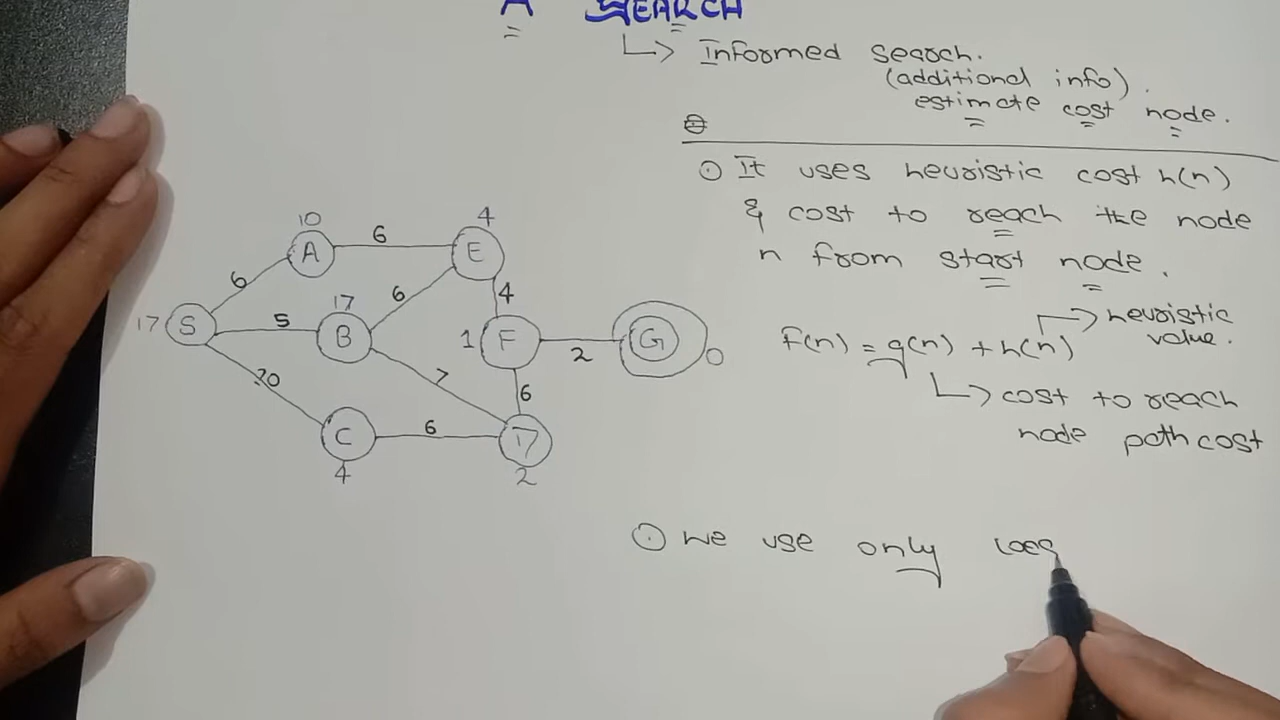 A SEARCH
Informed search.
(additional info).
estimate cost node.
It uses heuristic cost h(n)
& cost to reach the node
n from start node.
heuristic
value.
f(n) = g(n) + h(n)
cost to reach
node path cost
we use only
10
4
A
6
E
6
6
4
17
17
S
5
B
1
F
2
G
0
20
7
6
C
6
17
4
2